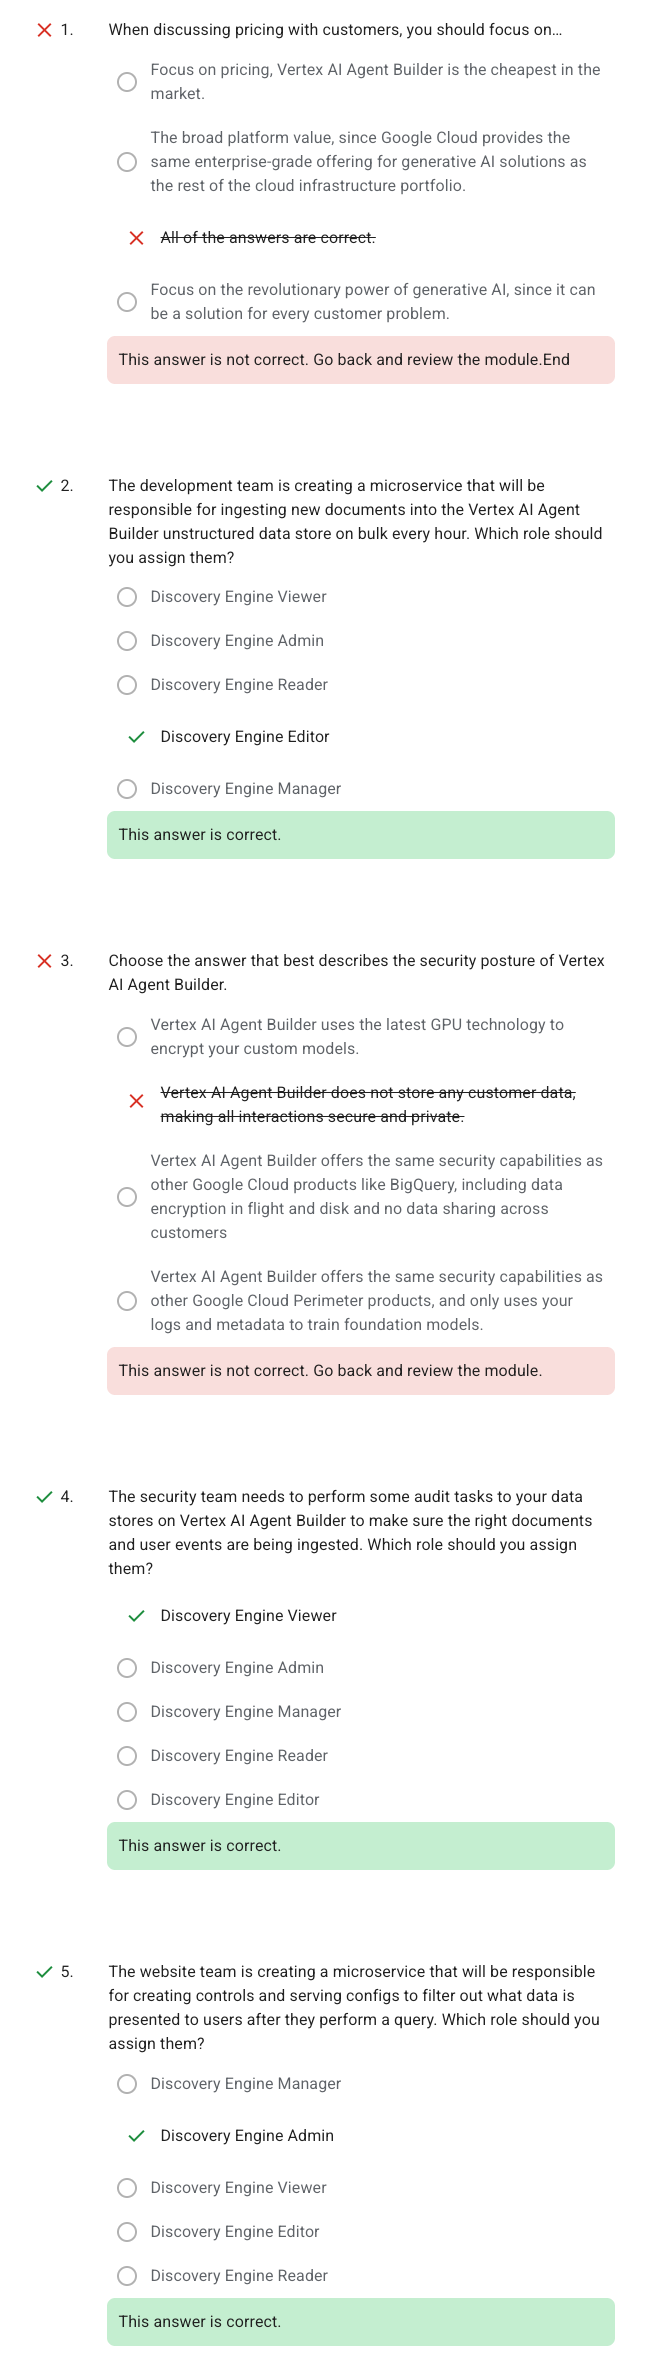 1. When discussing pricing with customers, you should focus on...
Focus on pricing, Vertex AI Agent Builder is the cheapest in the
market.
The broad platform value, since Google Cloud provides the
same enterprise-grade offering for generative AI solutions as
the rest of the cloud infrastructure portfolio.
All of the answers are correct.
Focus on the revolutionary power of generative AI, since it can
be a solution for every customer problem.
This answer is not correct. Go back and review the module.End
2. The development team is creating a microservice that will be
responsible for ingesting new documents into the Vertex AI Agent
Builder unstructured data store on bulk every hour. Which role should
you assign them?
Discovery Engine Viewer
Discovery Engine Admin
Discovery Engine Reader
Discovery Engine Editor
Discovery Engine Manager
This answer is correct.
3. Choose the answer that best describes the security posture of Vertex
AI Agent Builder.
Vertex AI Agent Builder uses the latest GPU technology to
encrypt your custom models.
Vertex AI Agent Builder does not store any customer data,
making all interactions secure and private.
Vertex AI Agent Builder offers the same security capabilities as
other Google Cloud products like BigQuery, including data
encryption in flight and disk and no data sharing across
customers
Vertex AI Agent Builder offers the same security capabilities as
other Google Cloud Perimeter products, and only uses your
logs and metadata to train foundation models.
This answer is not correct. Go back and review the module.
4. The security team needs to perform some audit tasks to your data
stores on Vertex AI Agent Builder to make sure the right documents
and user events are being ingested. Which role should you assign
them?
Discovery Engine Viewer
Discovery Engine Admin
Discovery Engine Manager
Discovery Engine Reader
Discovery Engine Editor
This answer is correct.
5. The website team is creating a microservice that will be responsible
for creating controls and serving configs to filter out what data is
presented to users after they perform a query. Which role should you
assign them?
Discovery Engine Manager
Discovery Engine Admin
Discovery Engine Viewer
Discovery Engine Editor
Discovery Engine Reader
This answer is correct.